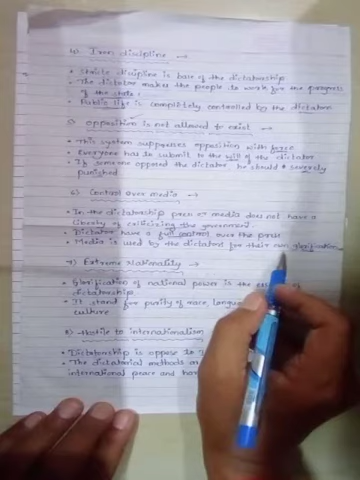 4) Iron discipline →
• Strict discipline is base of the dictatorship
• The dictator makes the people to work for the progress
of the state.
• Public life is completely controlled by the dictators
5) opposition is not allowed to exist →
• This system suppresses opposition with force
• Everyone has to submit to the will of the dictator
• If someone opposed the dictator he should severely
punished
6) Control over media →
• In the dictatorship press or media does not have a
liberty of criticizing the government
• Dictator have a full control over the press
• Media is used by the dictators for their own glorification
7) Extreme Nationality →
• Glorification of national power is the of
dictatorship
• It stand for purity of race, langu
culture
8) Hostile to internationalism
• Dictatorship is oppose to
• The dictatorial methods
international peace and har